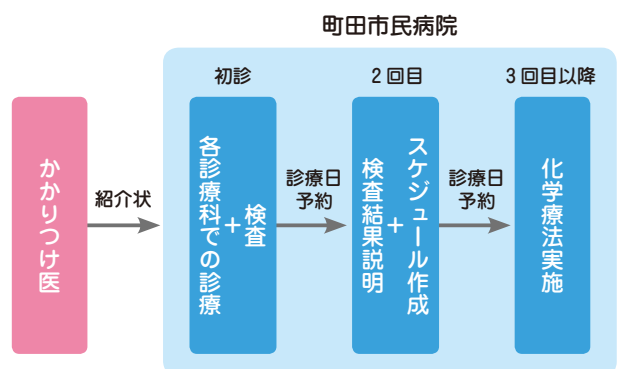 町田市民病院
かかりつけ医
紹介状
初診
各診療科での診療
+
検査
診療日
予約
2回目
検査結果説明
+
スケジュール作成
診療日
予約
3回目以降
化学療法実施